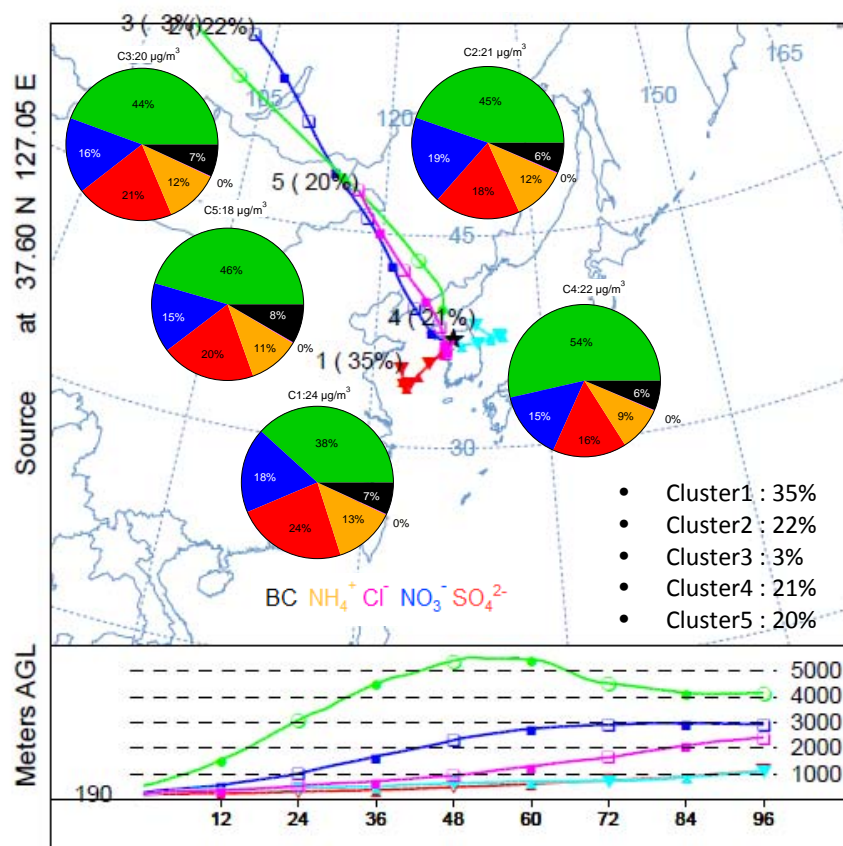 3 ( 3%)
2 ( 22%)
C3:20 µg/m³
44%
16%
21%
12%
7%
0%
C2:21 µg/m³
45%
19%
18%
12%
6%
0%
105
120
150
165
5 ( 20%)
C5:18 µg/m³
46%
15%
20%
11%
8%
0%
45
4 ( 21%)
1 ( 35%)
C4:22 µg/m³
54%
15%
16%
9%
6%
0%
30
C1:24 µg/m³
38%
18%
24%
13%
7%
0%
Source at 37.60 N 127.05 E
• Cluster1 : 35%
• Cluster2 : 22%
• Cluster3 : 3%
• Cluster4 : 21%
• Cluster5 : 20%
BC NH₄⁺ Cl⁻ NO₃⁻ SO₄²⁻
Meters AGL
5000
4000
3000
2000
1000
190
12 24 36 48 60 72 84 96